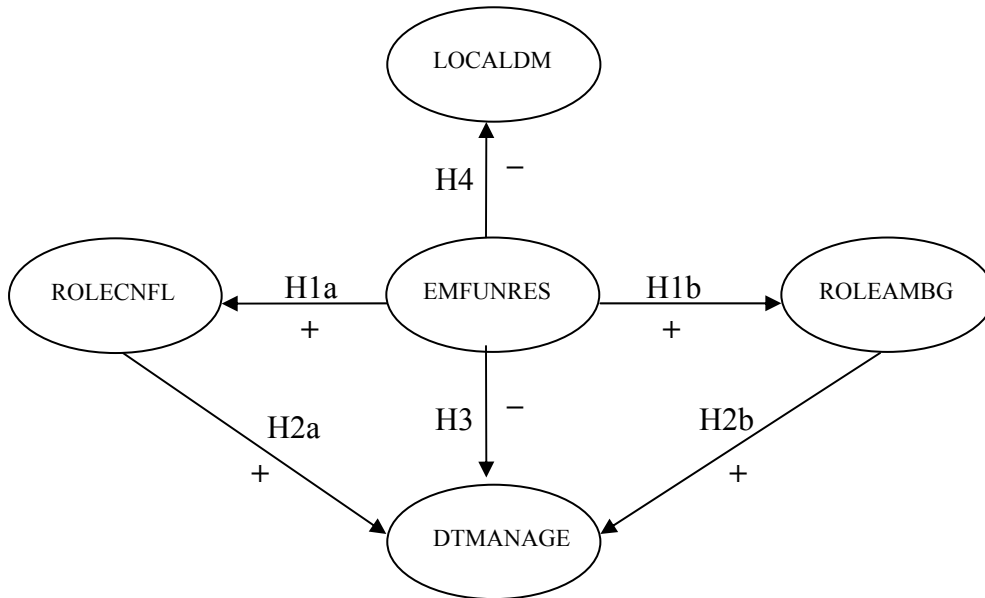 LOCALDM
H4
−
ROLECNFL
H1a
+
EMFUNRES
H1b
+
ROLEAMBG
H2a
+
H3
−
H2b
+
DTMANAGE